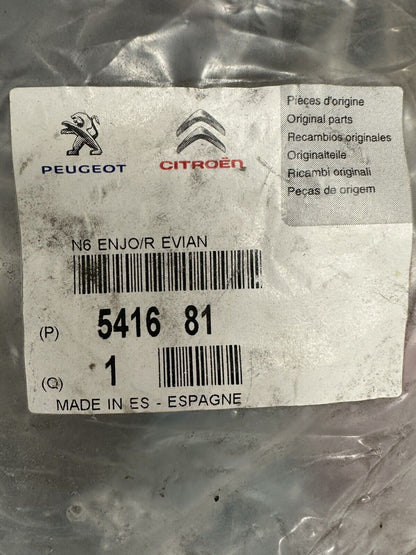 PEUGEOT
CITROËN
Pièces d'origine
Original parts
Recambios originales
Originalteile
Ricambi originali
Peças de origem
N6 ENJO/R EVIAN
(P) 5416 81
(Q) 1
MADE IN ES - ESPAGNE